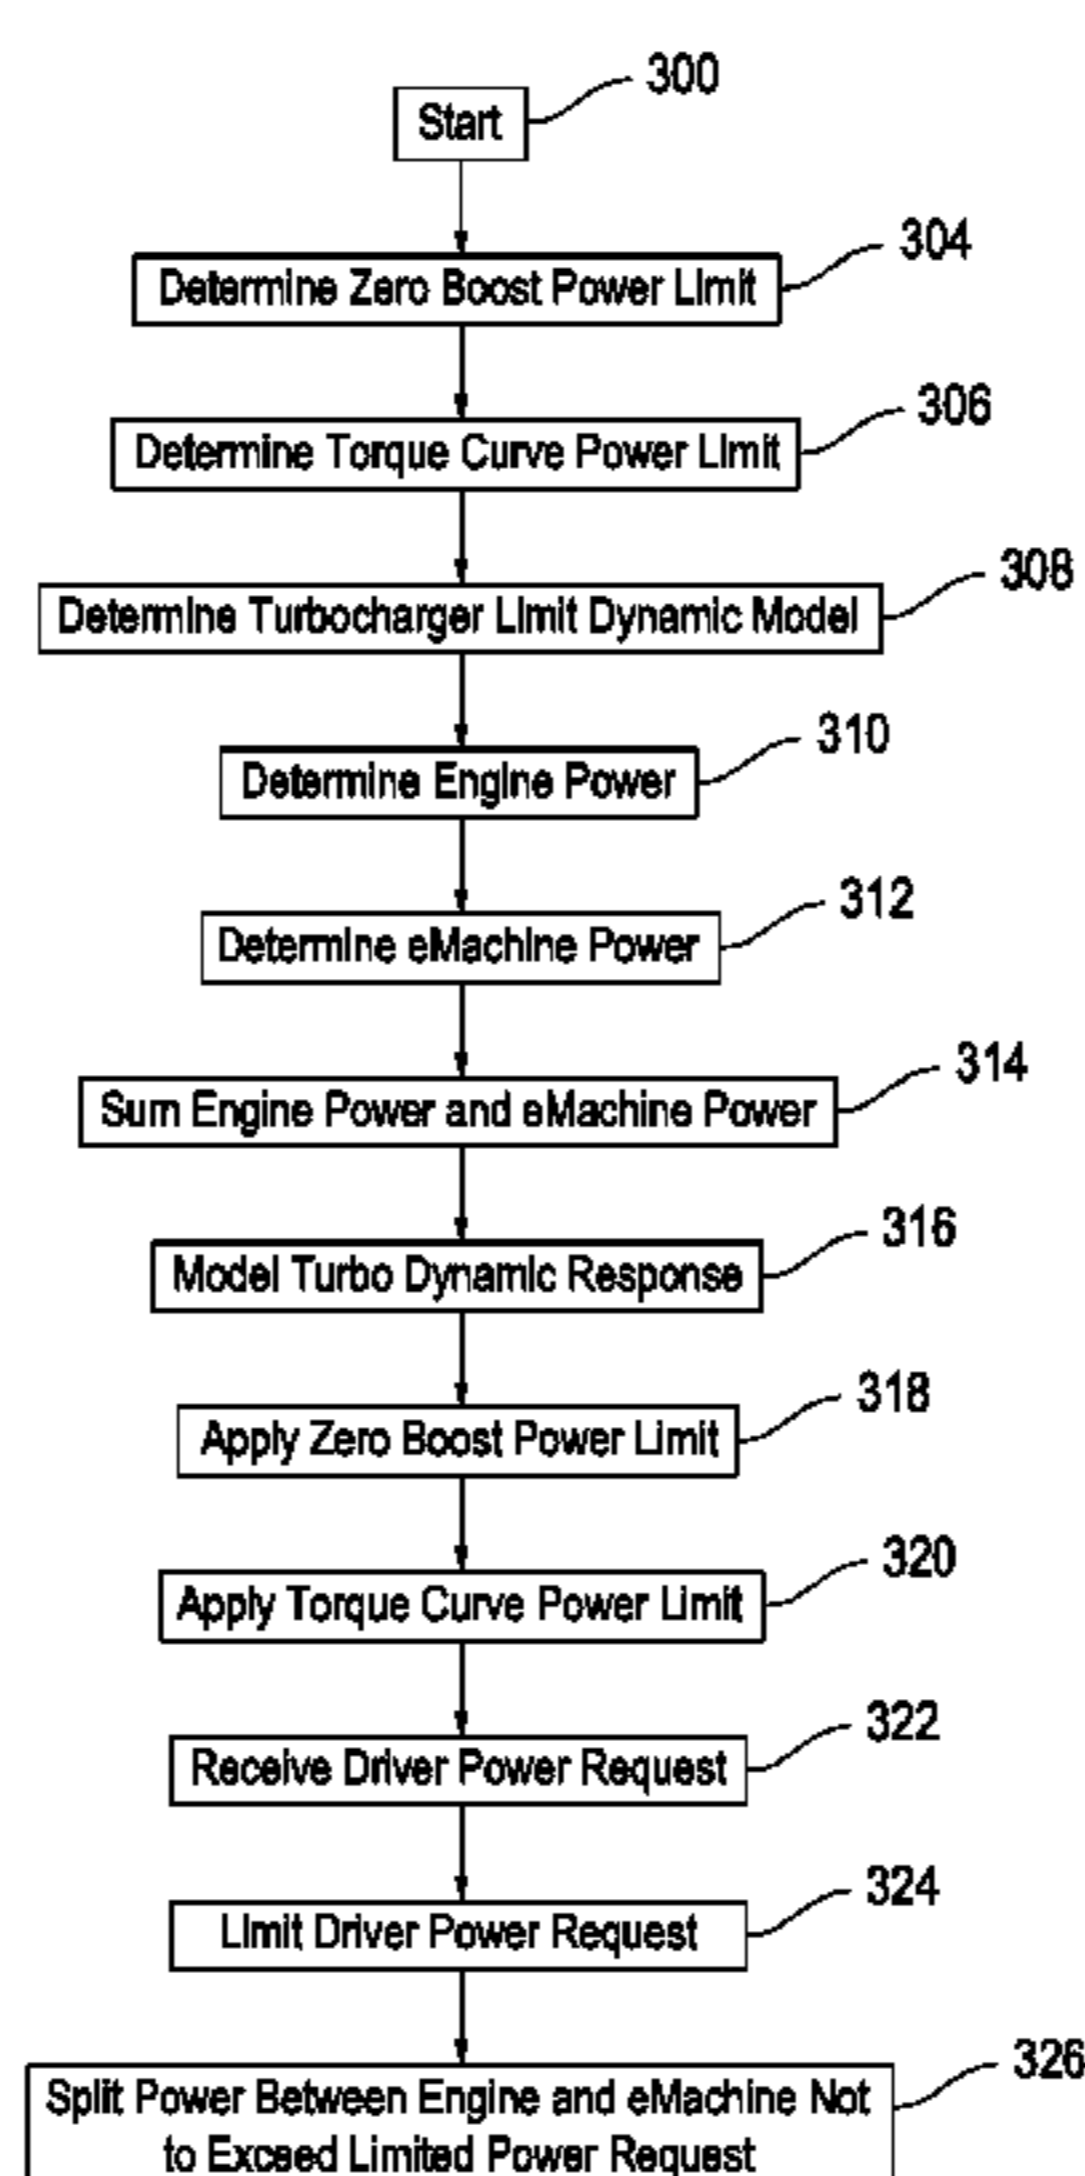 300
Start
304
Determine Zero Boost Power Limit
306
Determine Torque Curve Power Limit
308
Determine Turbocharger Limit Dynamic Model
310
Determine Engine Power
312
Determine eMachine Power
314
Sum Engine Power and eMachine Power
316
Model Turbo Dynamic Response
318
Apply Zero Boost Power Limit
320
Apply Torque Curve Power Limit
322
Receive Driver Power Request
324
Limit Driver Power Request
326
Split Power Between Engine and eMachine Not
to Exceed Limited Power Request